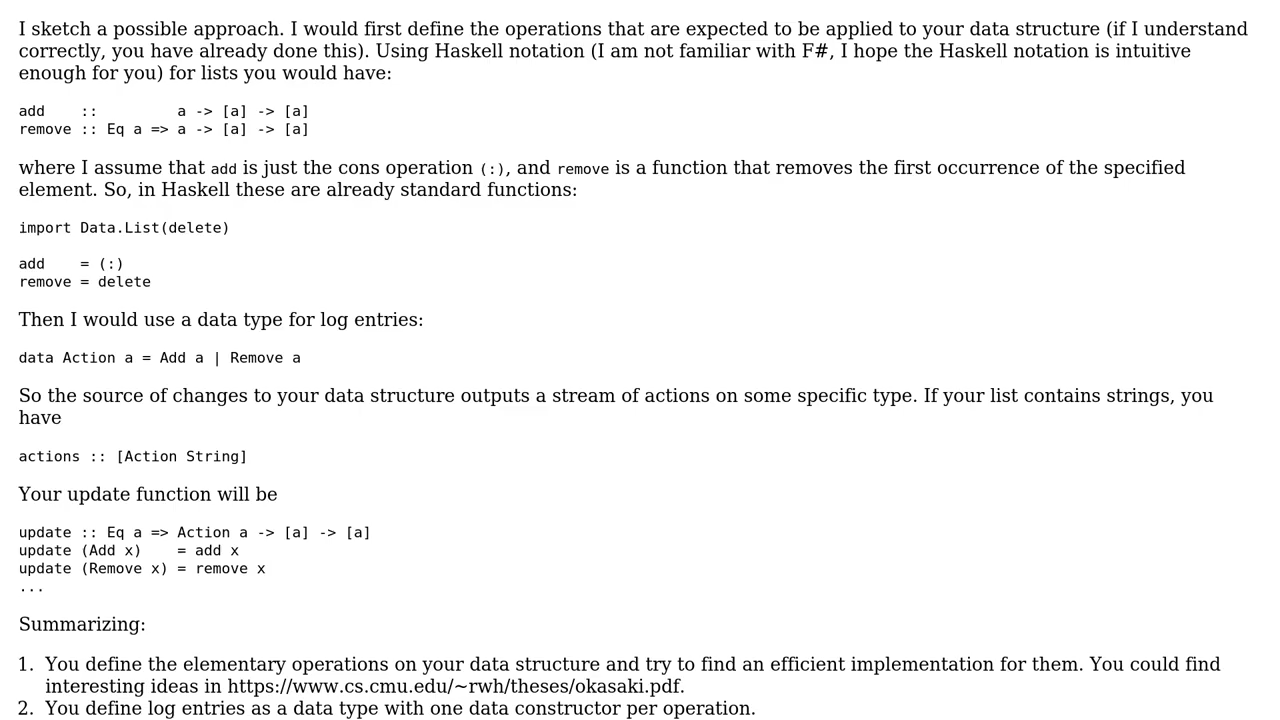 I sketch a possible approach. I would first define the operations that are expected to be applied to your data structure (if I understand
correctly, you have already done this). Using Haskell notation (I am not familiar with F#, I hope the Haskell notation is intuitive
enough for you) for lists you would have:
add    ::         a -> [a] -> [a]
remove :: Eq a => a -> [a] -> [a]
where I assume that add is just the cons operation (:), and remove is a function that removes the first occurrence of the specified
element. So, in Haskell these are already standard functions:
import Data.List(delete)
add    = (:)
remove = delete
Then I would use a data type for log entries:
data Action a = Add a | Remove a
So the source of changes to your data structure outputs a stream of actions on some specific type. If your list contains strings, you
have
actions :: [Action String]
Your update function will be
update :: Eq a => Action a -> [a] -> [a]
update (Add x)    = add x
update (Remove x) = remove x
...
Summarizing:
1. You define the elementary operations on your data structure and try to find an efficient implementation for them. You could find
interesting ideas in https://www.cs.cmu.edu/~rwh/theses/okasaki.pdf.
2. You define log entries as a data type with one data constructor per operation.